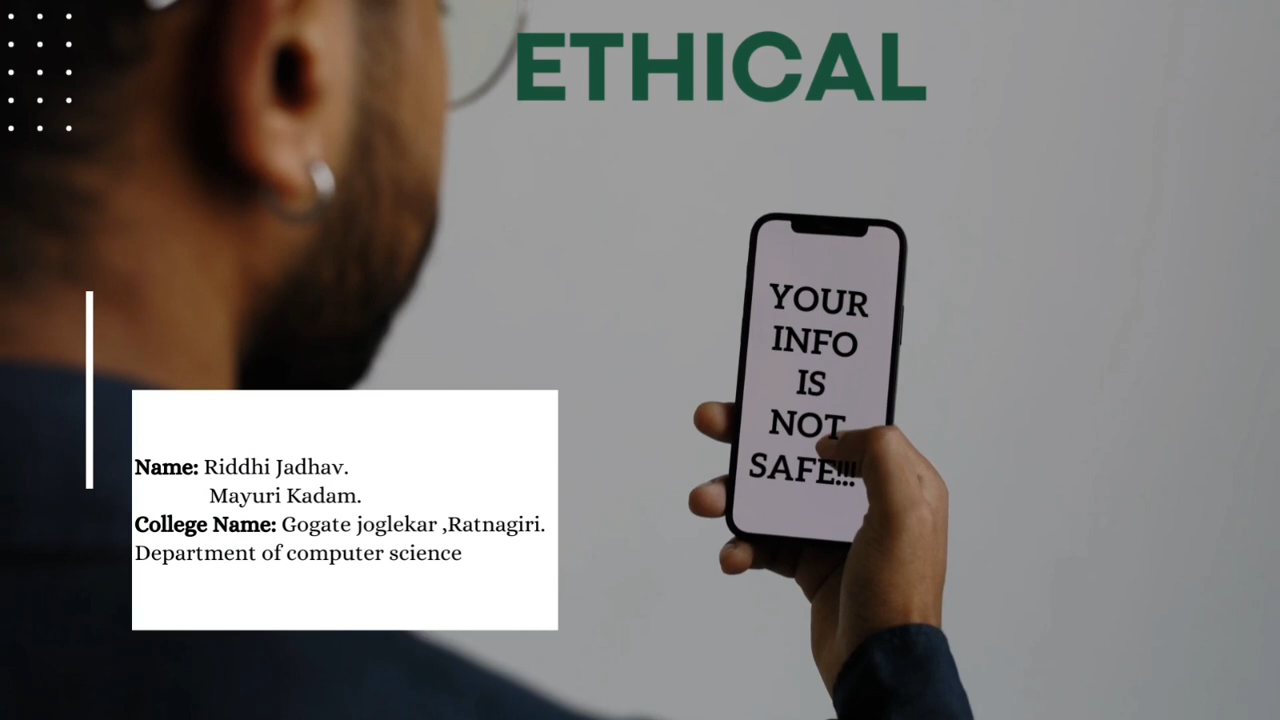 ETHICAL
YOUR
INFO
IS
NOT
SAFE!!!
Name: Riddhi Jadhav.
Mayuri Kadam.
College Name: Gogate joglekar ,Ratnagiri.
Department of computer science